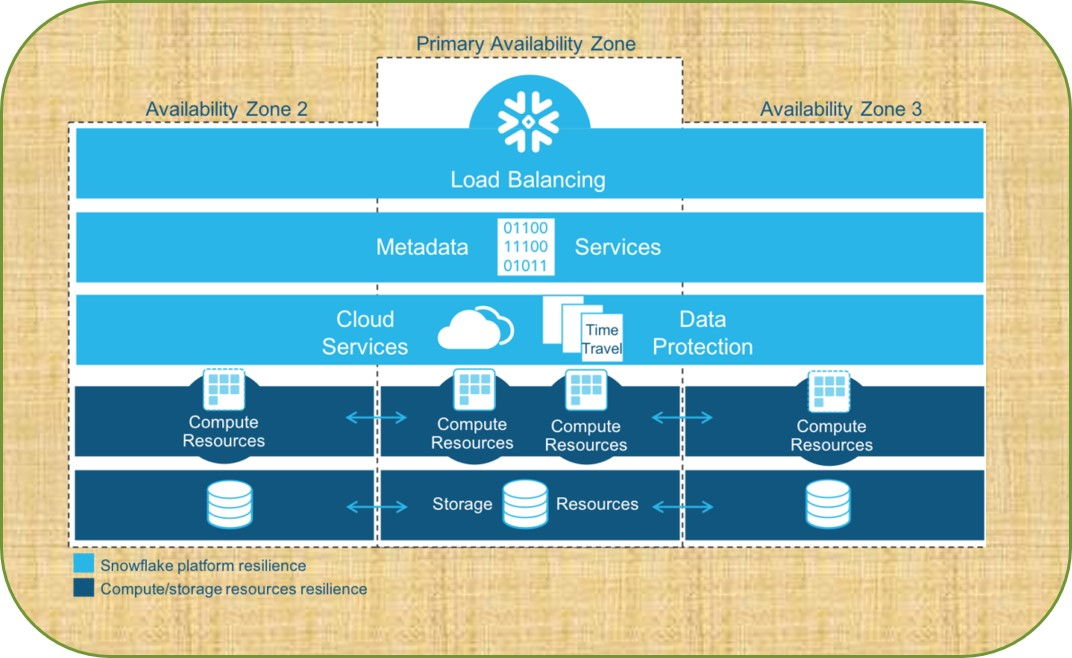 Primary Availability Zone
Availability Zone 2
Availability Zone 3
Load Balancing
Metadata
01100
11100
01011
Services
Cloud
Services
Time
Travel
Data
Protection
Compute
Resources
Compute
Resources
Compute
Resources
Compute
Resources
Storage
Resources
Snowflake platform resilience
Compute/storage resources resilience